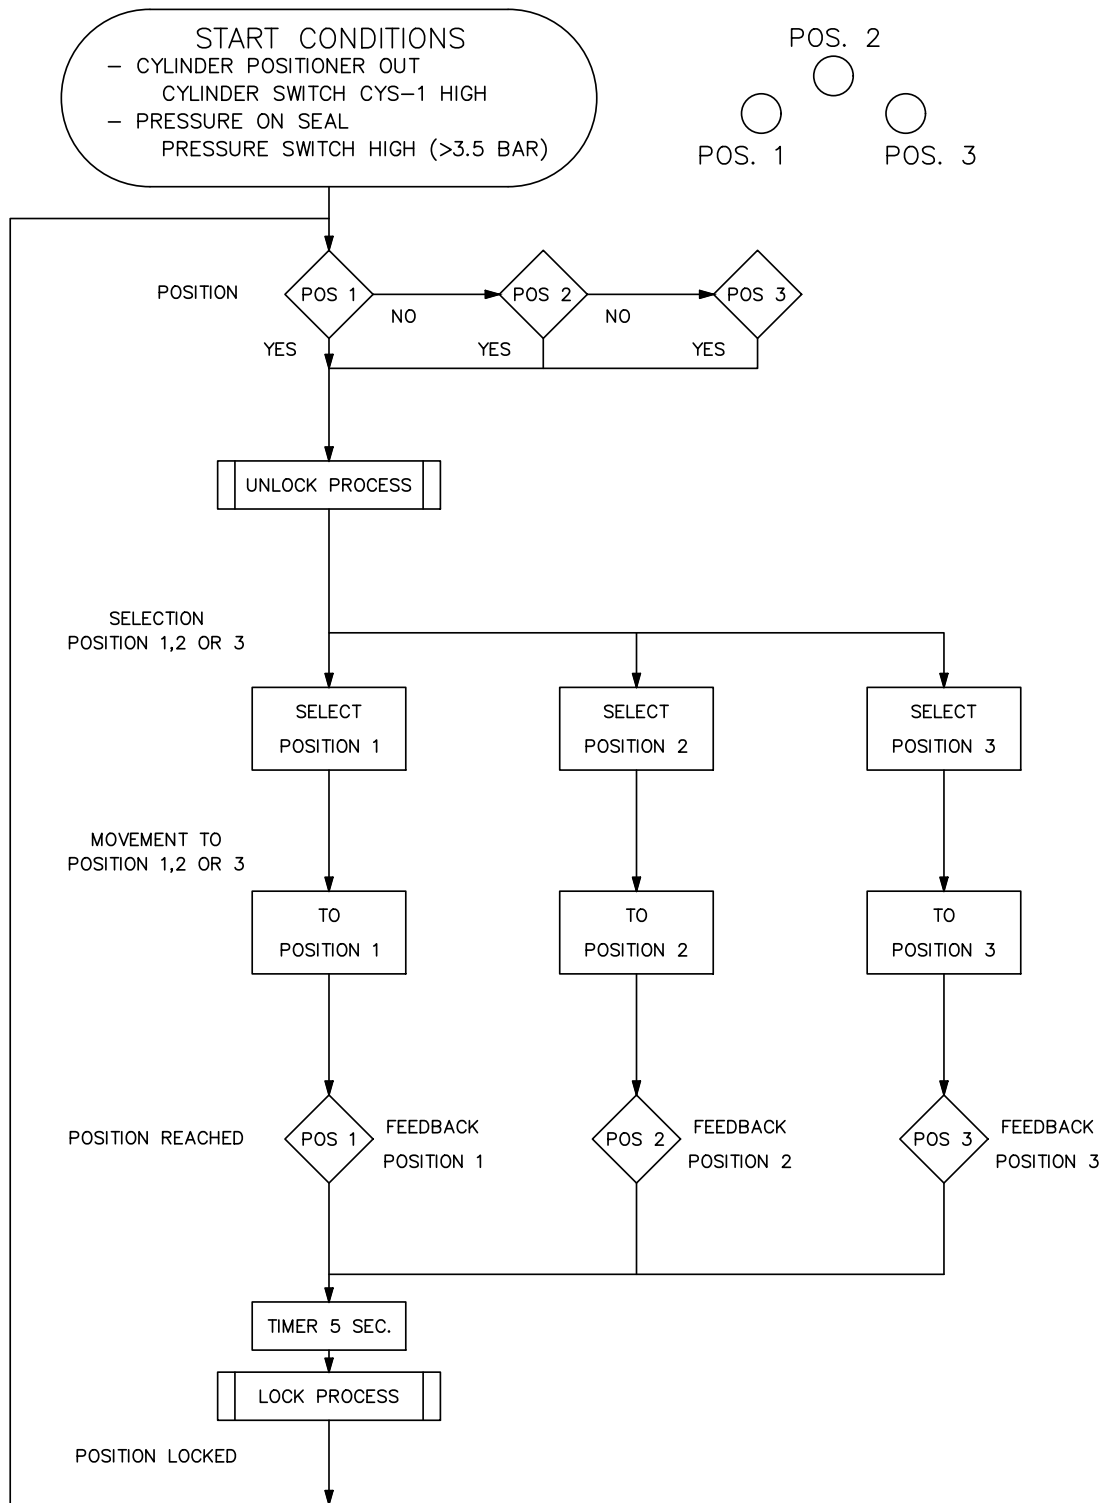 START CONDITIONS
– CYLINDER POSITIONER OUT
CYLINDER SWITCH CYS–1 HIGH
– PRESSURE ON SEAL
PRESSURE SWITCH HIGH (>3.5 BAR)
POS. 2
POS. 1
POS. 3
POSITION
POS 1
NO
POS 2
NO
POS 3
YES
YES
YES
UNLOCK PROCESS
SELECTION
POSITION 1,2 OR 3
SELECT
POSITION 1
SELECT
POSITION 2
SELECT
POSITION 3
MOVEMENT TO
POSITION 1,2 OR 3
TO
POSITION 1
TO
POSITION 2
TO
POSITION 3
POSITION REACHED
POS 1
FEEDBACK
POSITION 1
POS 2
FEEDBACK
POSITION 2
POS 3
FEEDBACK
POSITION 3
TIMER 5 SEC.
LOCK PROCESS
POSITION LOCKED